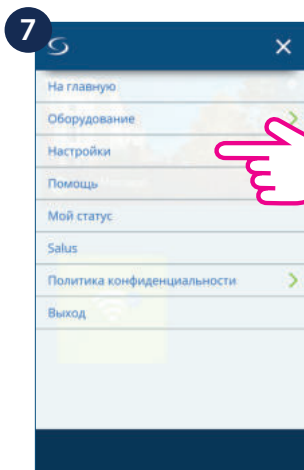 7
На главную
Оборудование
Настройки
Помощь
Мой статус
Salus
Политика конфиденциальности
Выход